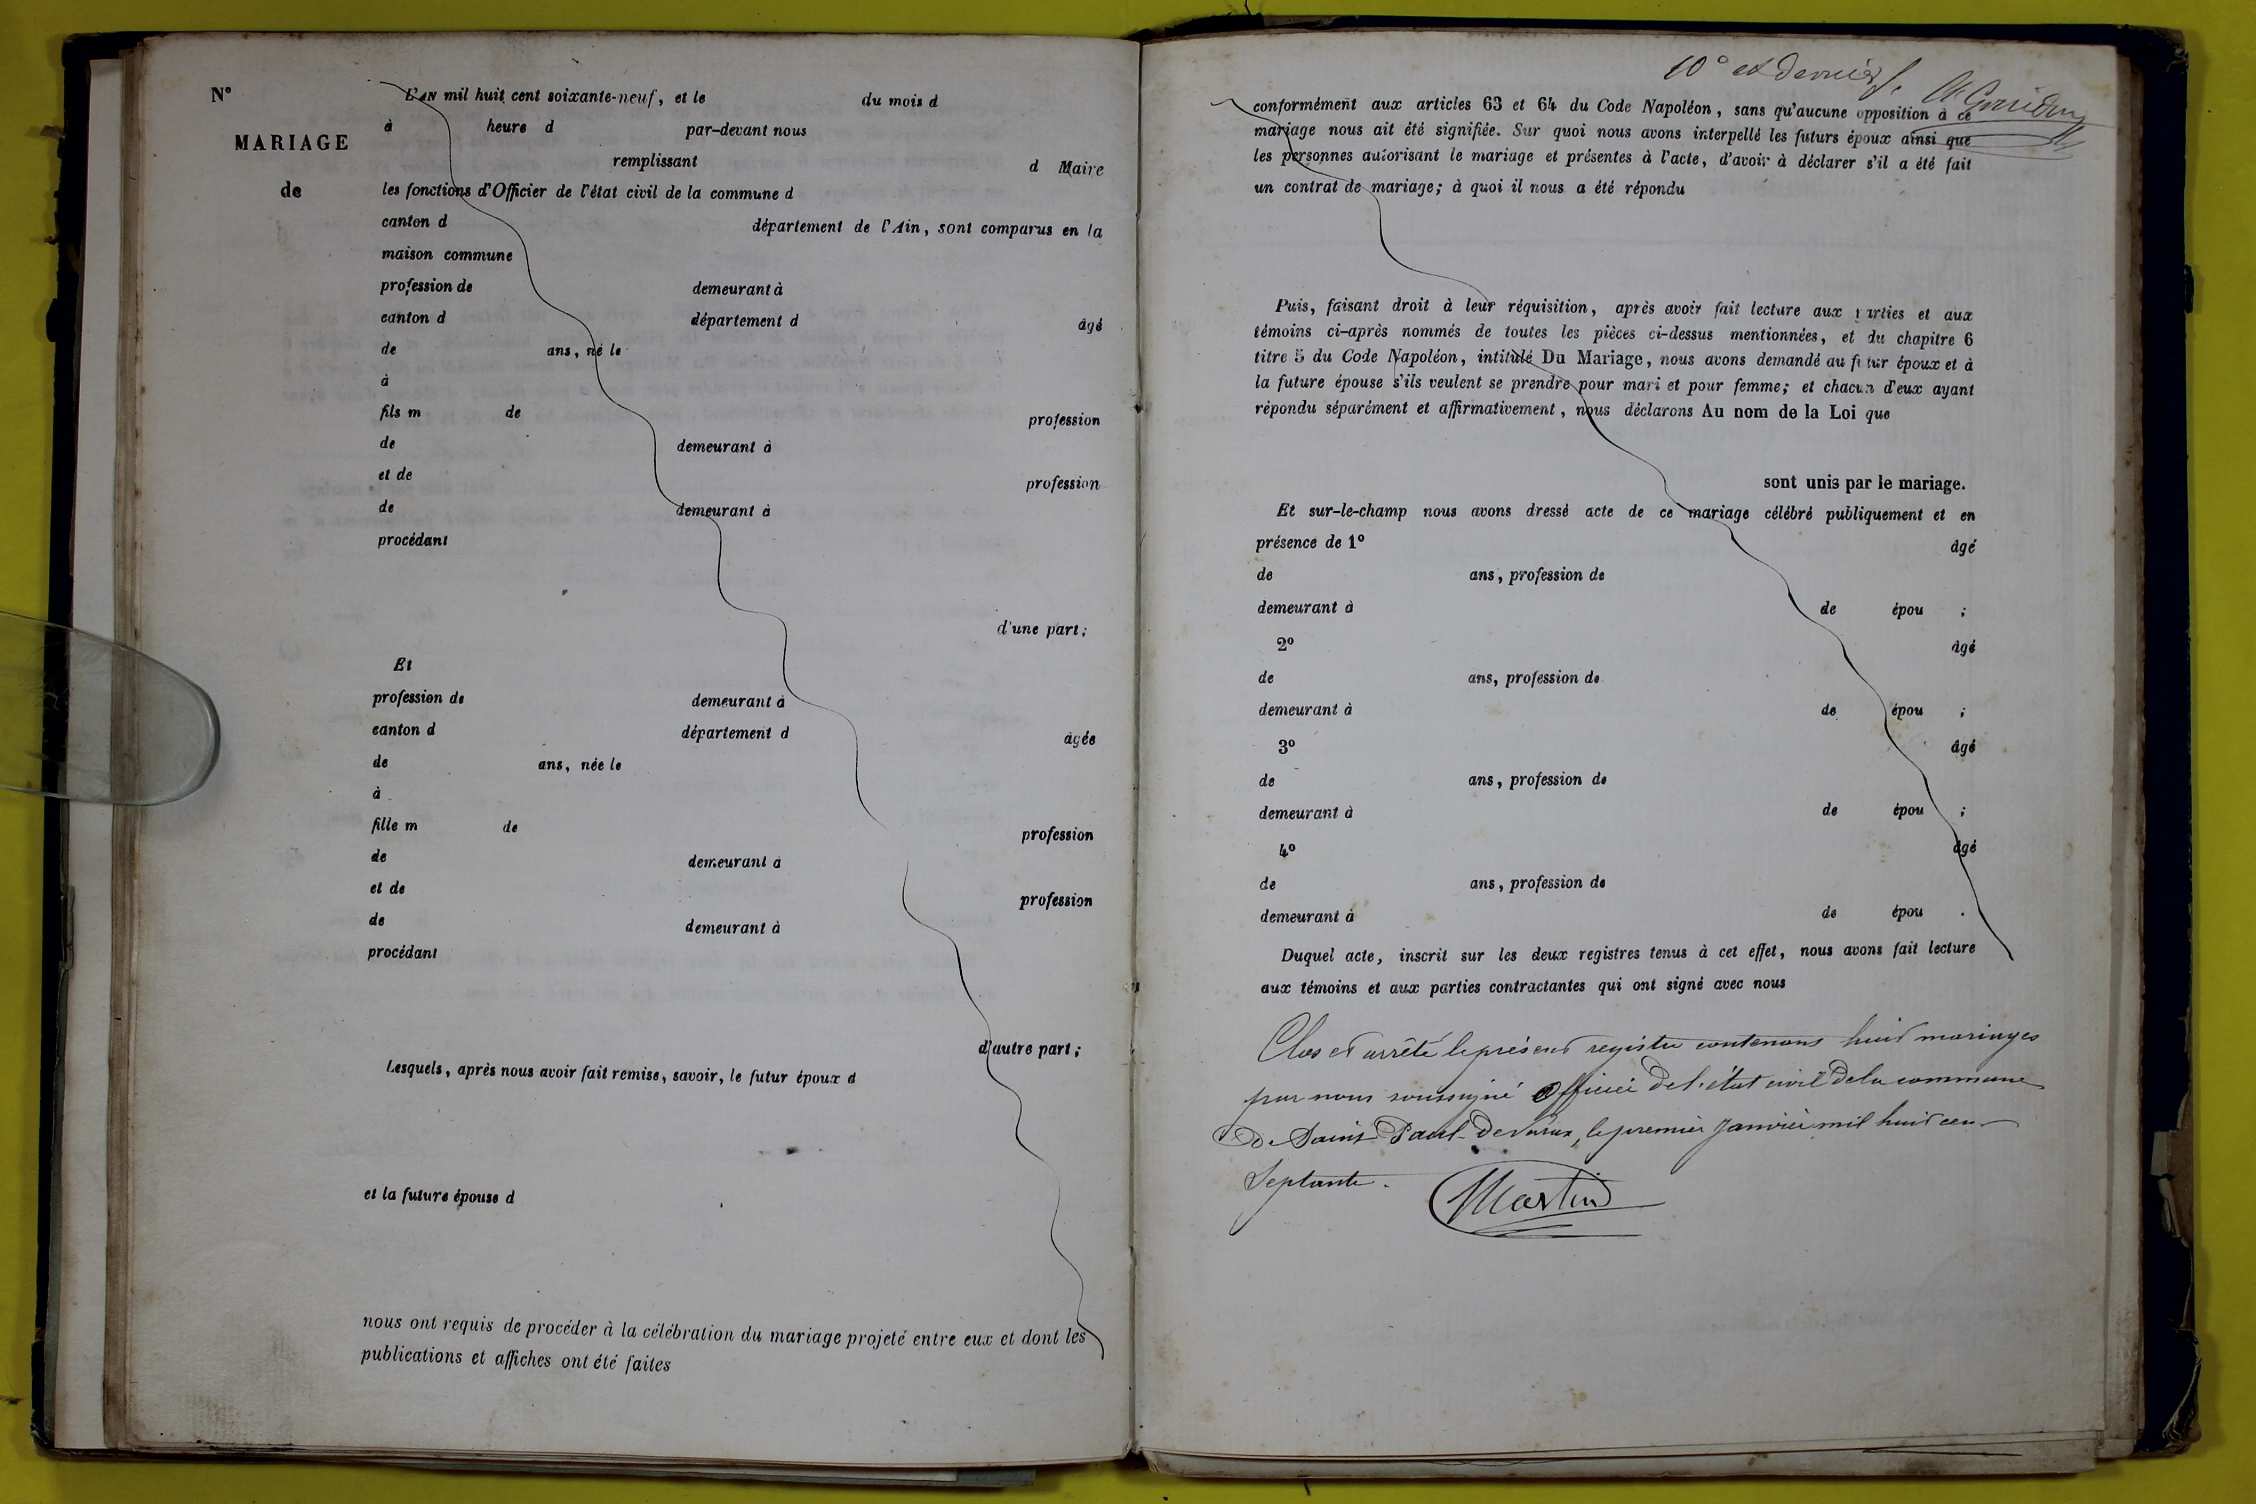 Nº
MARIAGE
de
L'AN mil huit cent soixante-neuf, et le du mois d
à heure d par-devant nous
remplissant d Maire
les fonctions d'Officier de l'état civil de la commune d
canton d département de l'Ain, sont comparus en la
maison commune
profession de demeurant à
canton d département d âgé
de ans, né le
à
fils m de profession
de demeurant à
et de profession
de demeurant à
procédant
d'une part;
Et
profession de demeurant à
canton d département d âgée
de ans, née le
à
fille m de profession
de demeurant à
et de profession
de demeurant à
procédant
d'autre part;
Lesquels, après nous avoir fait remise, savoir, le futur époux d
et la future épouse d
nous ont requis de procéder à la célébration du mariage projeté entre eux et dont les
publications et affiches ont été faites
10º et dernier f.
conformément aux articles 63 et 64 du Code Napoléon, sans qu'aucune opposition à ce
mariage nous ait été signifiée. Sur quoi nous avons interpellé les futurs époux ainsi que
les personnes autorisant le mariage et présentes à l'acte, d'avoir à déclarer s'il a été fait
un contrat de mariage; à quoi il nous a été répondu
Puis, faisant droit à leur réquisition, après avoir fait lecture aux parties et aux
témoins ci-après nommés de toutes les pièces ci-dessus mentionnées, et du chapitre 6
titre 5 du Code Napoléon, intitulé Du Mariage, nous avons demandé au futur époux et à
la future épouse s'ils veulent se prendre pour mari et pour femme; et chacun d'eux ayant
répondu séparément et affirmativement, nous déclarons Au nom de la Loi que
sont unis par le mariage.
Et sur-le-champ nous avons dressé acte de ce mariage célébré publiquement et en
présence de 1º âgé
de ans, profession de
demeurant à de épou ;
2º âgé
de ans, profession de
demeurant à de épou ;
3º âgé
de ans, profession de
demeurant à de épou ;
4º âgé
de ans, profession de
demeurant à de épou .
Duquel acte, inscrit sur les deux registres tenus à cet effet, nous avons fait lecture
aux témoins et aux parties contractantes qui ont signé avec nous
Clos et arrêté le présent registre contenant huit mariages
par nous soussigné Officier de l'état civil de la commune
De Saint-Paul-de Varax, le premier Janvier mil huit cen
Septante.
Martin